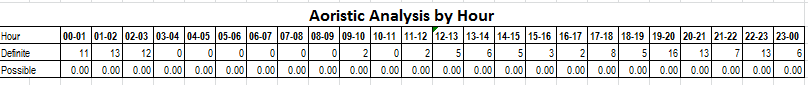 Aoristic Analysis by Hour
Hour 00-01 01-02 02-03 03-04 04-05 05-06 06-07 07-08 08-09 09-10 10-11 11-12 12-13 13-14 14-15 15-16 16-17 17-18 18-19 19-20 20-21 21-22 22-23 23-00
Definite 11 13 12 0 0 0 0 0 0 2 0 2 5 6 5 3 2 8 5 16 13 7 13 6
Possible 0.00 0.00 0.00 0.00 0.00 0.00 0.00 0.00 0.00 0.00 0.00 0.00 0.00 0.00 0.00 0.00 0.00 0.00 0.00 0.00 0.00 0.00 0.00 0.00